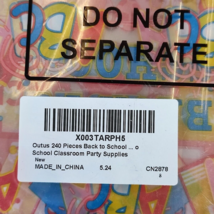 DO NOT
SEPARATE
X003TARPH5
Outus 240 Pieces Back to School ... o
School Classroom Party Supplies
New
MADE_IN_CHINA 5.24 CN2878